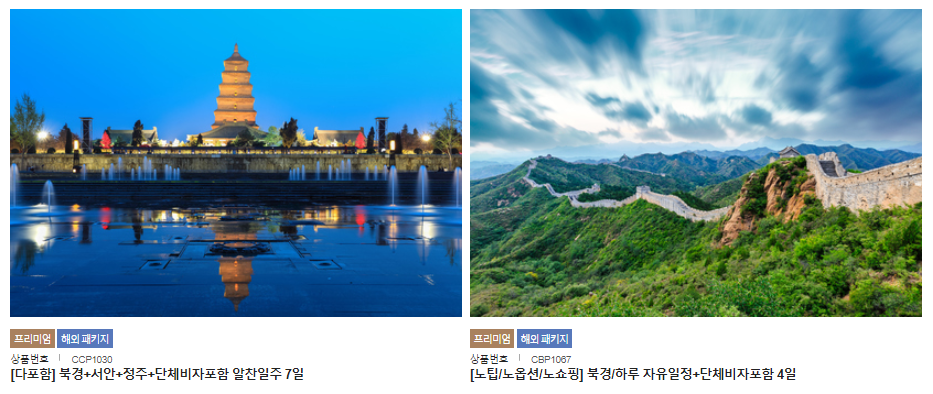 프리미엄 해외 패키지
상품번호 | CCP1030
[다포함] 북경+서안+정주+단체비자포함 알찬일주 7일
프리미엄 해외 패키지
상품번호 | CBP1067
[노팁/노옵션/노쇼핑] 북경/하루 자유일정+단체비자포함 4일